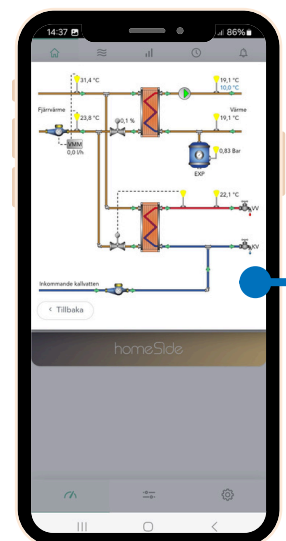 14:37 86%
31,4 °C
19,1 °C
10,0 °C
Fjärrvärme
23,8 °C
0,1 %
Värme
19,1°C
VMM
0,0 l/h
0,83 Bar
EXP
22,1 °C
VV
KV
Inkommande kallvatten
< Tillbaka
homeSide